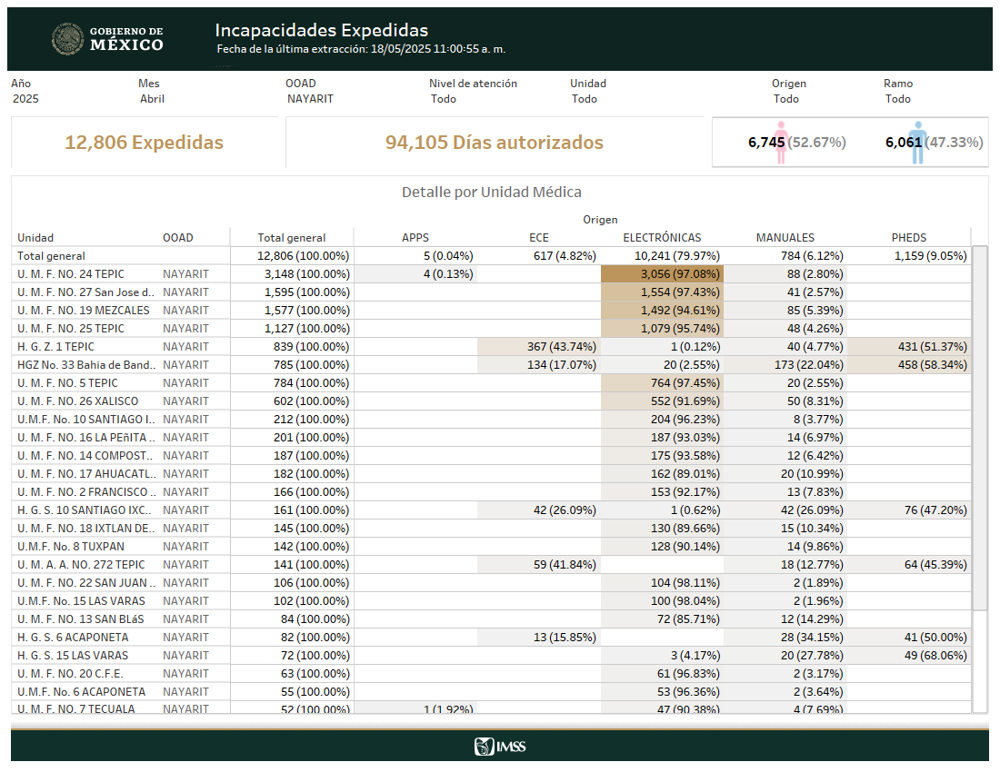 GOBIERNO DE
MÉXICO
Incapacidades Expedidas
Fecha de la última extracción: 18/05/2025 11:00:55 a. m.
Año Mes OOAD Nivel de atención Unidad Origen Ramo
2025 Abril NAYARIT Todo Todo Todo Todo
12,806 Expedidas 94,105 Días autorizados 6,745 (52.67%) 6,061 (47.33%)
Detalle por Unidad Médica
Origen
Unidad OOAD Total general APPS ECE ELECTRÓNICAS MANUALES PHEDS
Total general 12,806 (100.00%) 5 (0.04%) 617 (4.82%) 10,241 (79.97%) 784 (6.12%) 1,159 (9.05%)
U. M. F. NO. 24 TEPIC NAYARIT 3,148 (100.00%) 4 (0.13%) 3,056 (97.08%) 88 (2.80%)
U. M. F. NO. 27 San Jose d.. NAYARIT 1,595 (100.00%) 1,554 (97.43%) 41 (2.57%)
U. M. F. NO. 19 MEZCALES NAYARIT 1,577 (100.00%) 1,492 (94.61%) 85 (5.39%)
U. M. F. NO. 25 TEPIC NAYARIT 1,127 (100.00%) 1,079 (95.74%) 48 (4.26%)
H. G. Z. 1 TEPIC NAYARIT 839 (100.00%) 367 (43.74%) 1 (0.12%) 40 (4.77%) 431 (51.37%)
HGZ No. 33 Bahia de Band.. NAYARIT 785 (100.00%) 134 (17.07%) 20 (2.55%) 173 (22.04%) 458 (58.34%)
U. M. F. NO. 5 TEPIC NAYARIT 784 (100.00%) 764 (97.45%) 20 (2.55%)
U. M. F. NO. 26 XALISCO NAYARIT 602 (100.00%) 552 (91.69%) 50 (8.31%)
U.M.F. No. 10 SANTIAGO I.. NAYARIT 212 (100.00%) 204 (96.23%) 8 (3.77%)
U. M. F. NO. 16 LA PEñITA .. NAYARIT 201 (100.00%) 187 (93.03%) 14 (6.97%)
U. M. F. NO. 14 COMPOST.. NAYARIT 187 (100.00%) 175 (93.58%) 12 (6.42%)
U. M. F. NO. 17 AHUACATL.. NAYARIT 182 (100.00%) 162 (89.01%) 20 (10.99%)
U. M. F. NO. 2 FRANCISCO .. NAYARIT 166 (100.00%) 153 (92.17%) 13 (7.83%)
H. G. S. 10 SANTIAGO IXC.. NAYARIT 161 (100.00%) 42 (26.09%) 1 (0.62%) 42 (26.09%) 76 (47.20%)
U. M. F. NO. 18 IXTLAN DE.. NAYARIT 145 (100.00%) 130 (89.66%) 15 (10.34%)
U.M.F. No. 8 TUXPAN NAYARIT 142 (100.00%) 128 (90.14%) 14 (9.86%)
U. M. A. A. NO. 272 TEPIC NAYARIT 141 (100.00%) 59 (41.84%) 18 (12.77%) 64 (45.39%)
U. M. F. NO. 22 SAN JUAN .. NAYARIT 106 (100.00%) 104 (98.11%) 2 (1.89%)
U.M.F. No. 15 LAS VARAS NAYARIT 102 (100.00%) 100 (98.04%) 2 (1.96%)
U. M. F. NO. 13 SAN BLáS NAYARIT 84 (100.00%) 72 (85.71%) 12 (14.29%)
H. G. S. 6 ACAPONETA NAYARIT 82 (100.00%) 13 (15.85%) 28 (34.15%) 41 (50.00%)
H. G. S. 15 LAS VARAS NAYARIT 72 (100.00%) 3 (4.17%) 20 (27.78%) 49 (68.06%)
U. M. F. NO. 20 C.F.E. NAYARIT 63 (100.00%) 61 (96.83%) 2 (3.17%)
U.M.F. No. 6 ACAPONETA NAYARIT 55 (100.00%) 53 (96.36%) 2 (3.64%)
U. M. F. NO. 7 TECUALA NAYARIT 52 (100.00%) 1 (1.92%) 47 (90.38%) 4 (7.69%)
IMSS